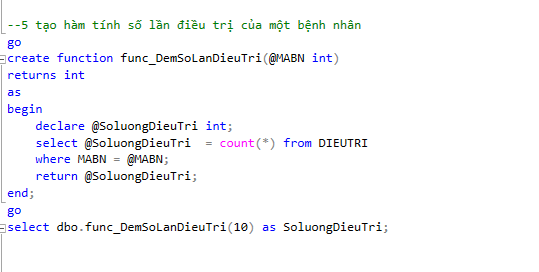 --5 tạo hàm tính số lần điều trị của một bệnh nhân
go
create function func_DemSoLanDieuTri(@MABN int)
returns int
as
begin
    declare @SoluongDieuTri int;
    select @SoluongDieuTri  = count(*) from DIEUTRI
    where MABN = @MABN;
    return @SoluongDieuTri;
end;
go
select dbo.func_DemSoLanDieuTri(10) as SoluongDieuTri;